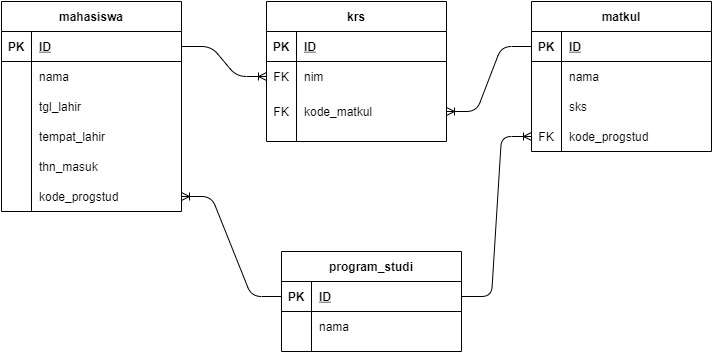 mahasiswa
PK ID
nama
tgl_lahir
tempat_lahir
thn_masuk
kode_progstud
krs
PK ID
FK nim
FK kode_matkul
matkul
PK ID
nama
sks
FK kode_progstud
program_studi
PK ID
nama